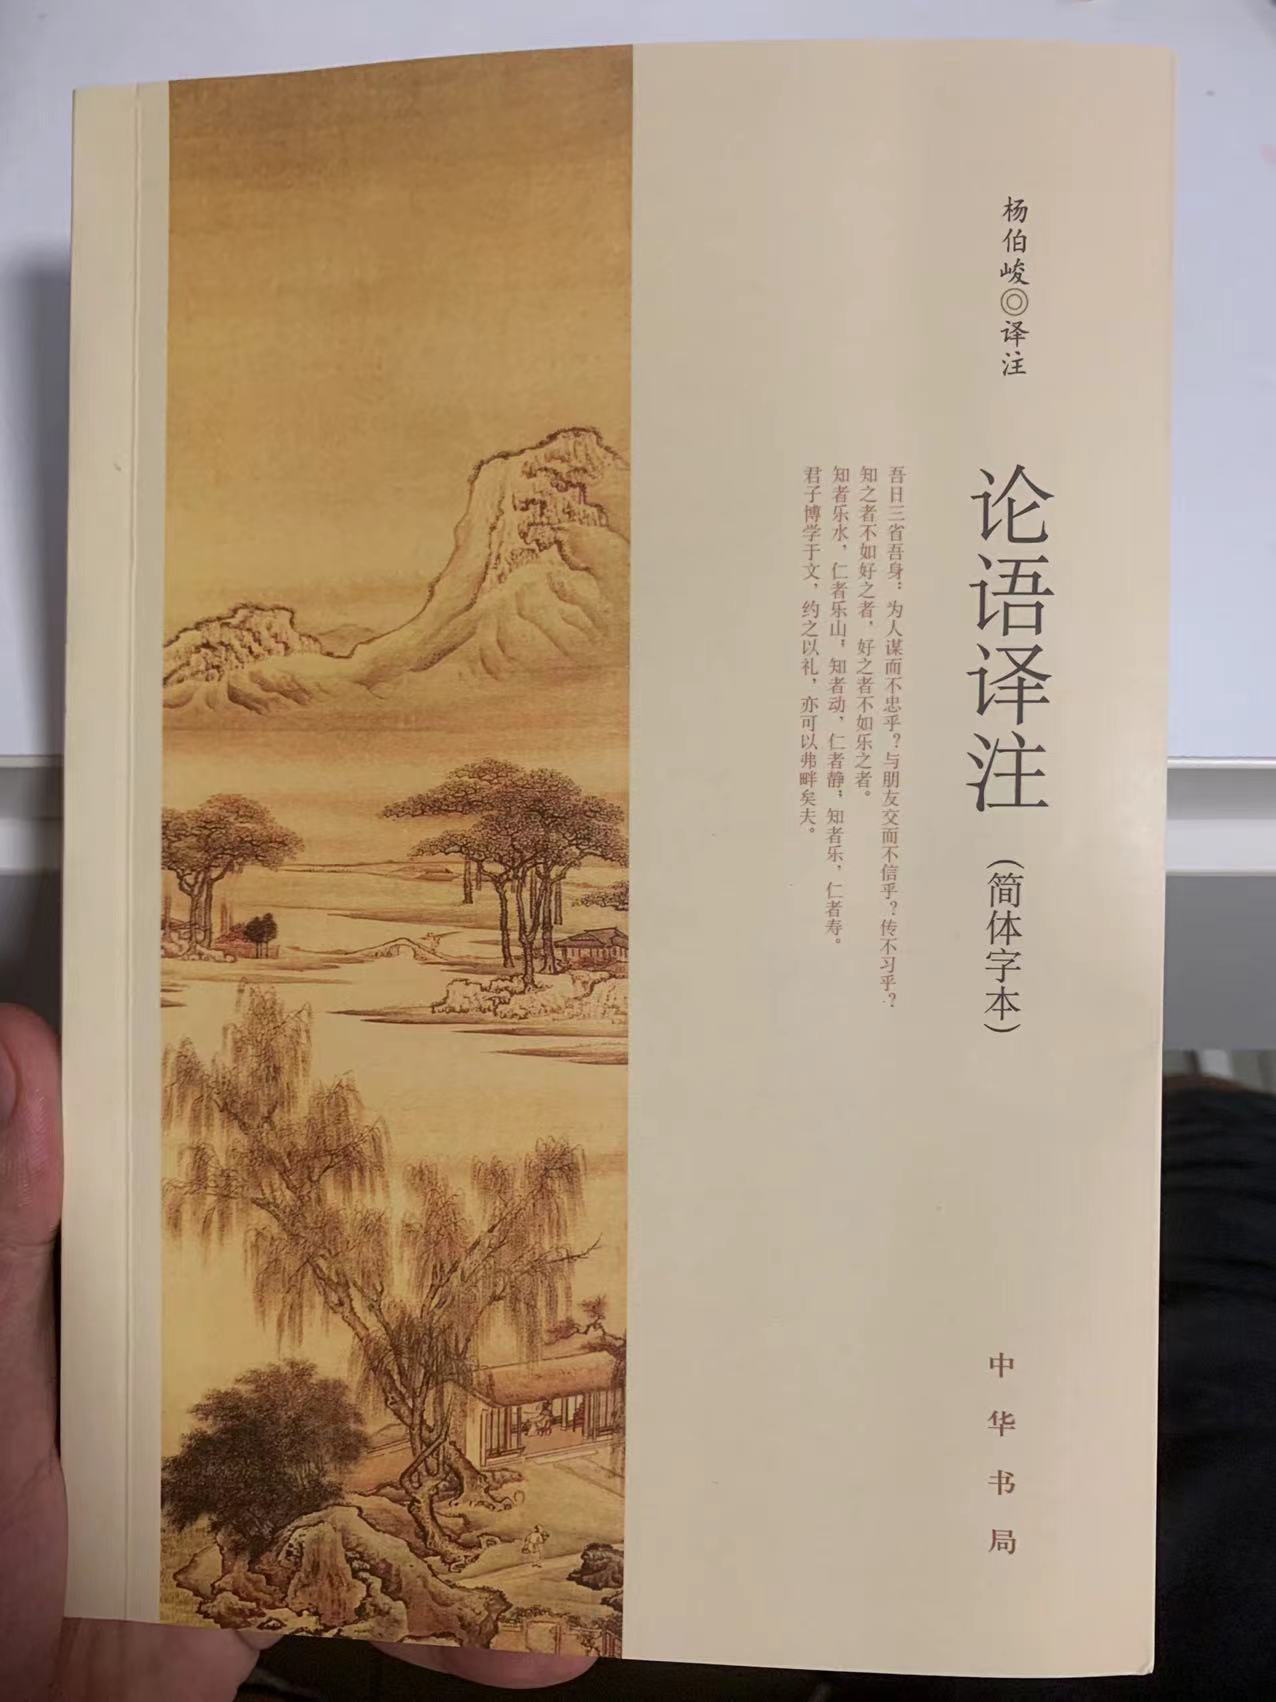 杨伯峻◎译注
论语译注（简体字本）
吾日三省吾身：为人谋而不忠乎？与朋友交而不信乎？传不习乎？
知之者不如好之者，好之者不如乐之者。
知者乐水，仁者乐山；知者动，仁者静；知者乐，仁者寿。
君子博学于文，约之以礼，亦可以弗畔矣夫。
中华书局